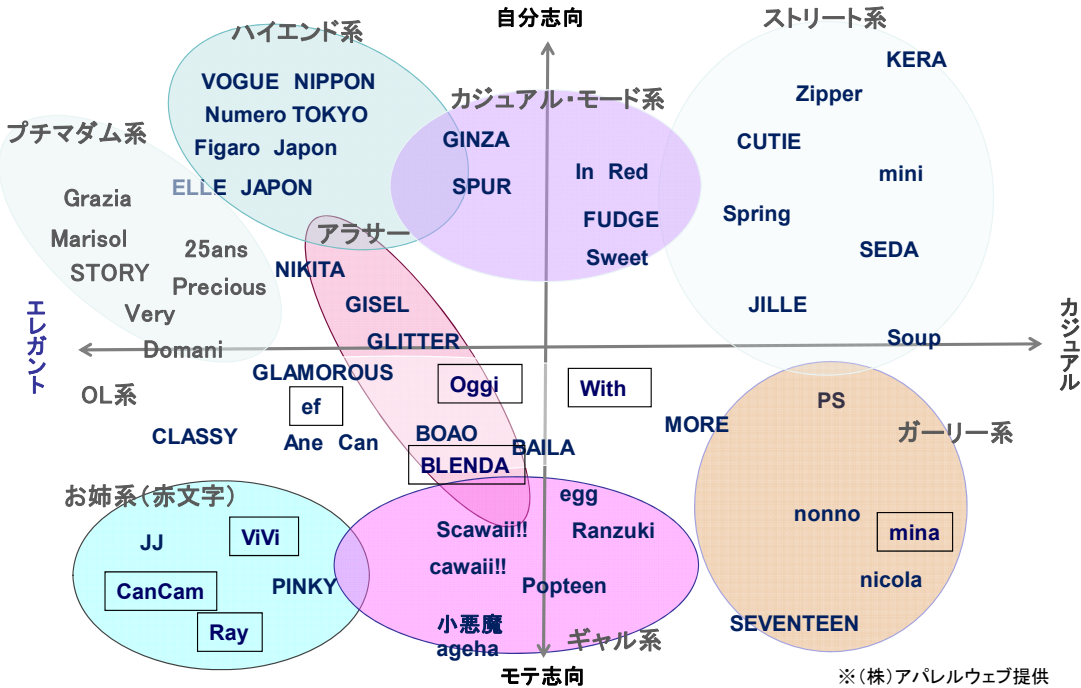 自分志向
ストリート系
ハイエンド系
KERA
VOGUE NIPPON
Zipper
カジュアル・モード系
Numero TOKYO
プチマダム系
GINZA
CUTIE
Figaro Japon
In Red
mini
ELLE JAPON
SPUR
Grazia
Spring
FUDGE
アラサー
Marisol
25ans
SEDA
Sweet
STORY
NIKITA
Precious
GISEL
JILLE
Very
エレガント
カジュアル
GLITTER
Soup
Domani
GLAMOROUS
Oggi
With
OL系
ef
PS
MORE
ガーリー系
CLASSY
Ane Can
BOAO
BAILA
BLENDA
お姉系(赤文字)
egg
nonno
Scawaii!!
Ranzuki
mina
ViVi
JJ
cawaii!!
nicola
CanCam
PINKY
Popteen
小悪魔
ageha
SEVENTEEN
Ray
ギャル系
モテ志向
※(株)アパレルウェブ提供